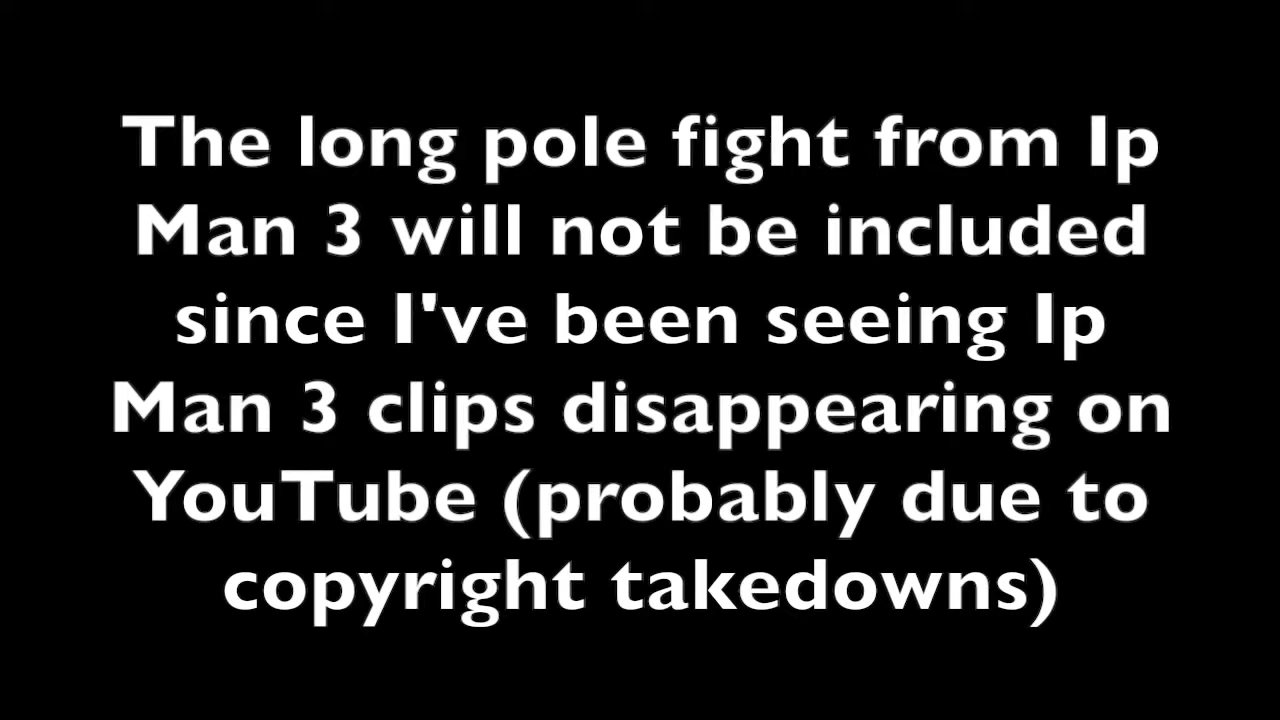 The long pole fight from Ip
Man 3 will not be included
since I've been seeing Ip
Man 3 clips disappearing on
YouTube (probably due to
copyright takedowns)